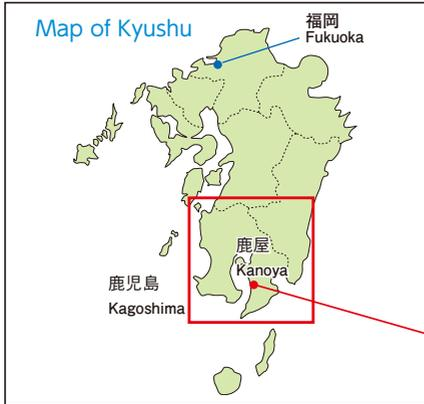 Map of Kyushu
福岡
Fukuoka
鹿屋
Kanoya
鹿児島
Kagoshima